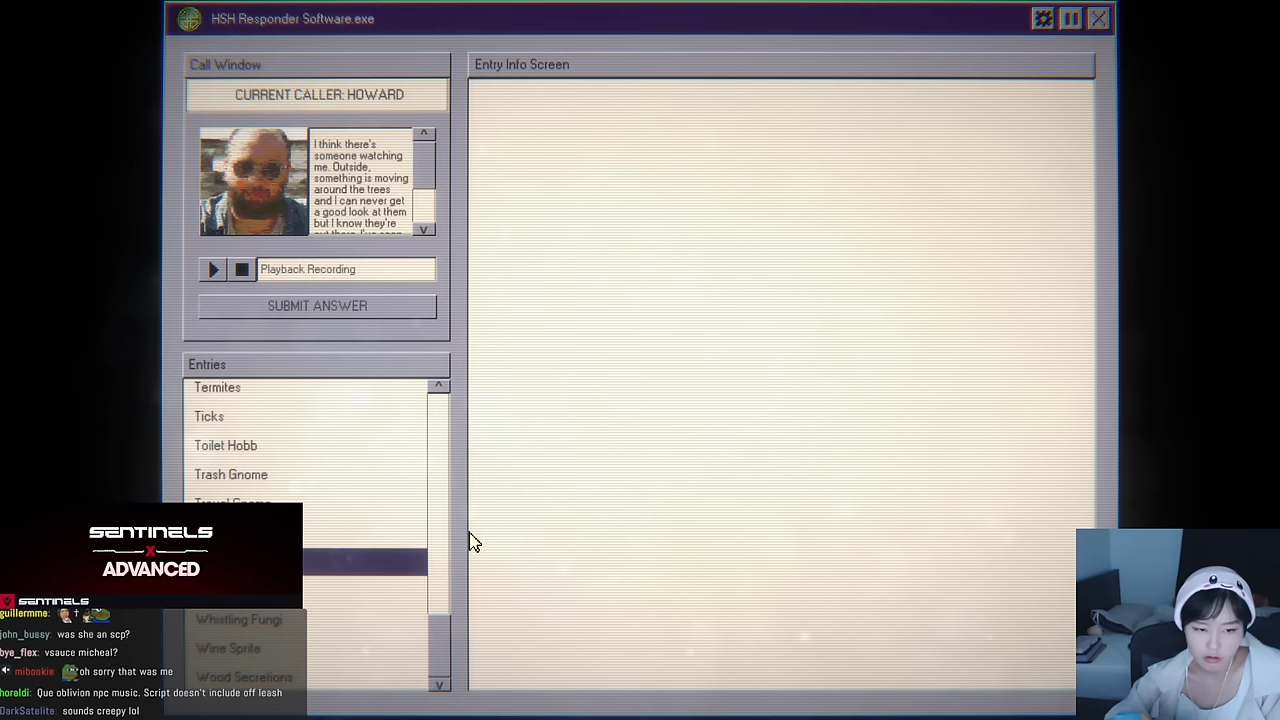 HSH Responder Software.exe
Call Window
CURRENT CALLER: HOWARD
I think there's
someone watching
me. Outside,
something is moving
around the trees
and I can never get
a good look at them
but I know they're
Playback Recording
SUBMIT ANSWER
Entries
Termites
Ticks
Toilet Hobb
Trash Gnome
Travel Gnome
Whistling Fungi
Wine Sprite
Wood Secretions
Entry Info Screen
SENTINELS
X
ADVANCED
SENTINELS
guillermme:
john_bussy: was she an scp?
bye_flex: vsauce micheal?
mibookie: oh sorry that was me
horaldi: Que oblivion npc music. Script doesn't include off leash
DarkSatelite: sounds creepy lol